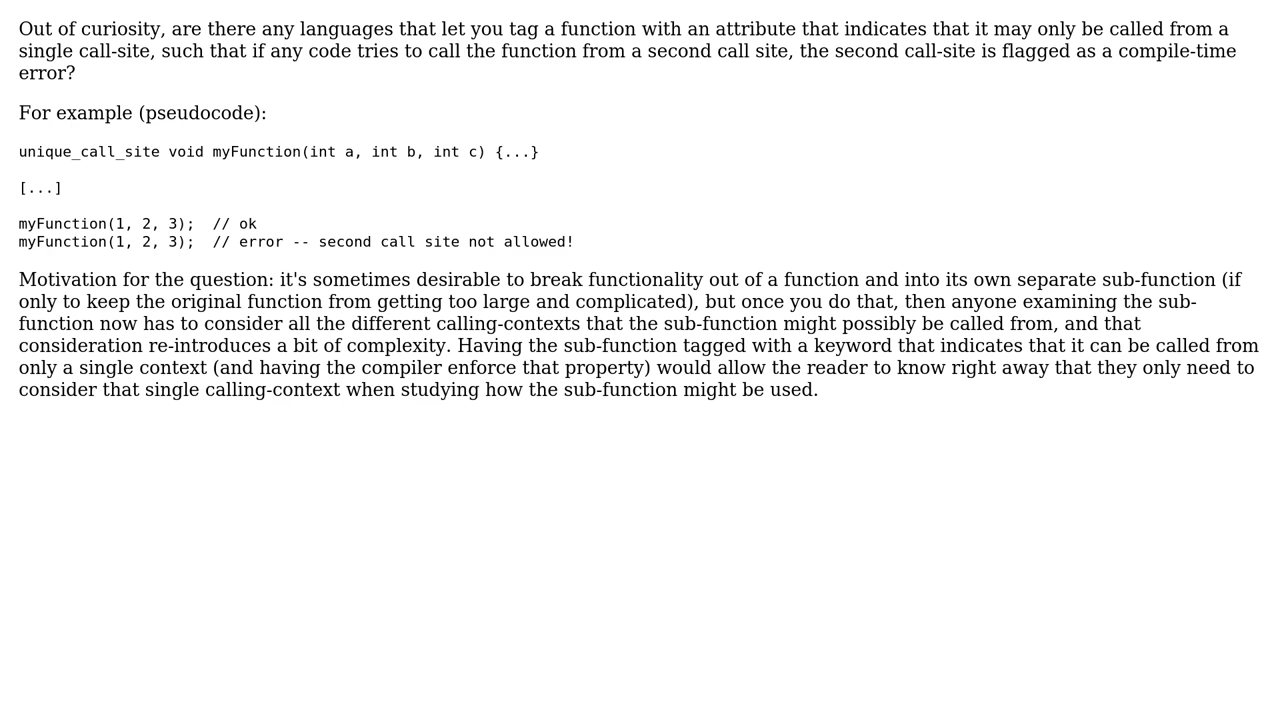 Out of curiosity, are there any languages that let you tag a function with an attribute that indicates that it may only be called from a
single call-site, such that if any code tries to call the function from a second call site, the second call-site is flagged as a compile-time
error?
For example (pseudocode):
unique_call_site void myFunction(int a, int b, int c) {...}
[...]
myFunction(1, 2, 3);  // ok
myFunction(1, 2, 3);  // error -- second call site not allowed!
Motivation for the question: it's sometimes desirable to break functionality out of a function and into its own separate sub-function (if
only to keep the original function from getting too large and complicated), but once you do that, then anyone examining the sub-
function now has to consider all the different calling-contexts that the sub-function might possibly be called from, and that
consideration re-introduces a bit of complexity. Having the sub-function tagged with a keyword that indicates that it can be called from
only a single context (and having the compiler enforce that property) would allow the reader to know right away that they only need to
consider that single calling-context when studying how the sub-function might be used.